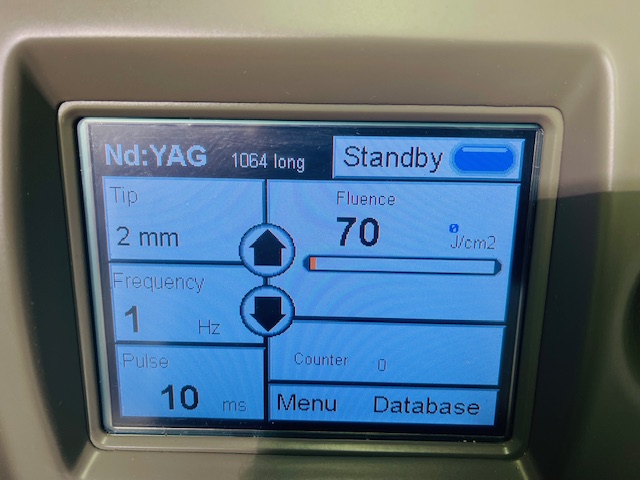 Nd:YAG 1064 long Standby
Tip
2 mm
Fluence
70 J/cm2
Frequency
1 Hz
Pulse
10 ms
Counter 0
Menu Database